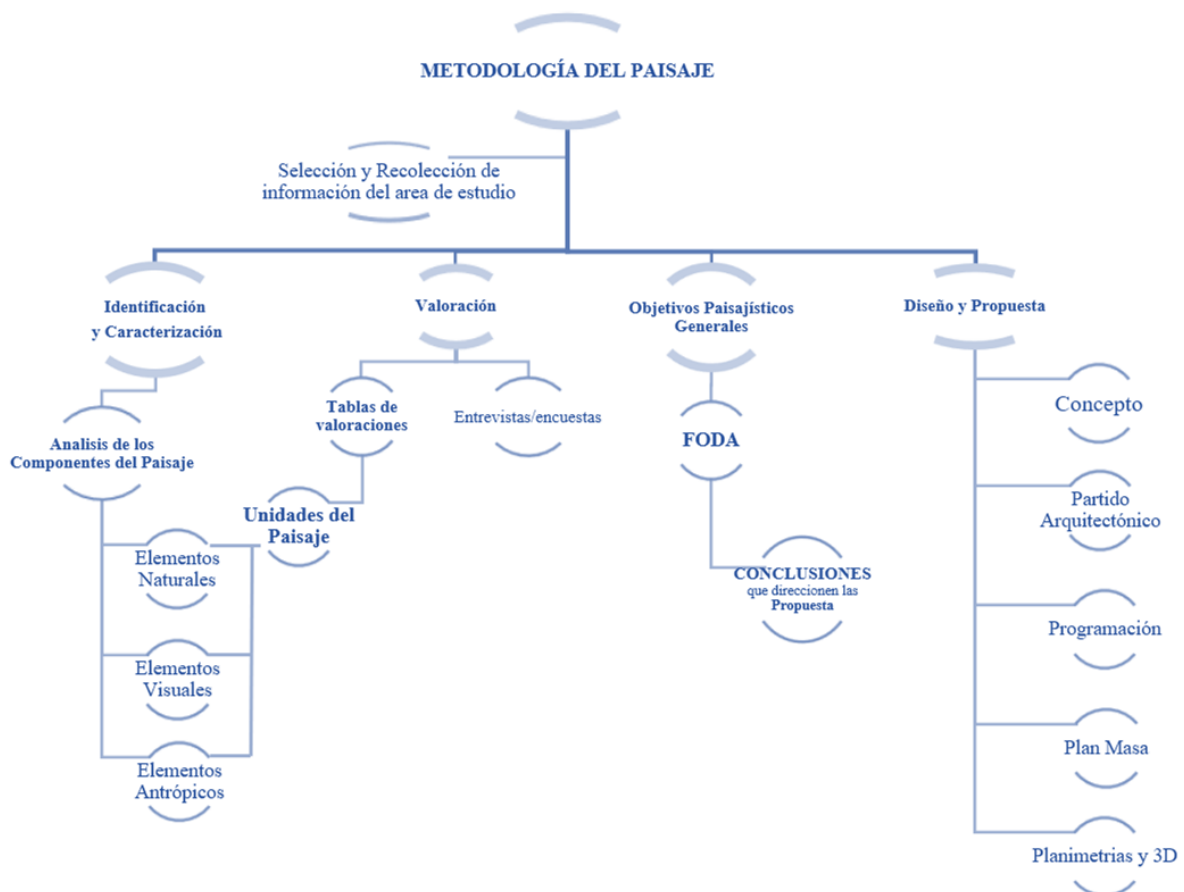 METODOLOGÍA DEL PAISAJE
Selección y Recolección de
información del area de estudio
Identificación
y Caracterización
Valoración
Objetivos Paisajísticos
Generales
Diseño y Propuesta
Analisis de los
Componentes del Paisaje
Elementos
Naturales
Elementos
Visuales
Elementos
Antrópicos
Tablas de
valoraciones
Entrevistas/encuestas
Unidades del
Paisaje
FODA
CONCLUSIONES
que direccionen las
Propuesta
Concepto
Partido
Arquitectónico
Programación
Plan Masa
Planimetrias y 3D